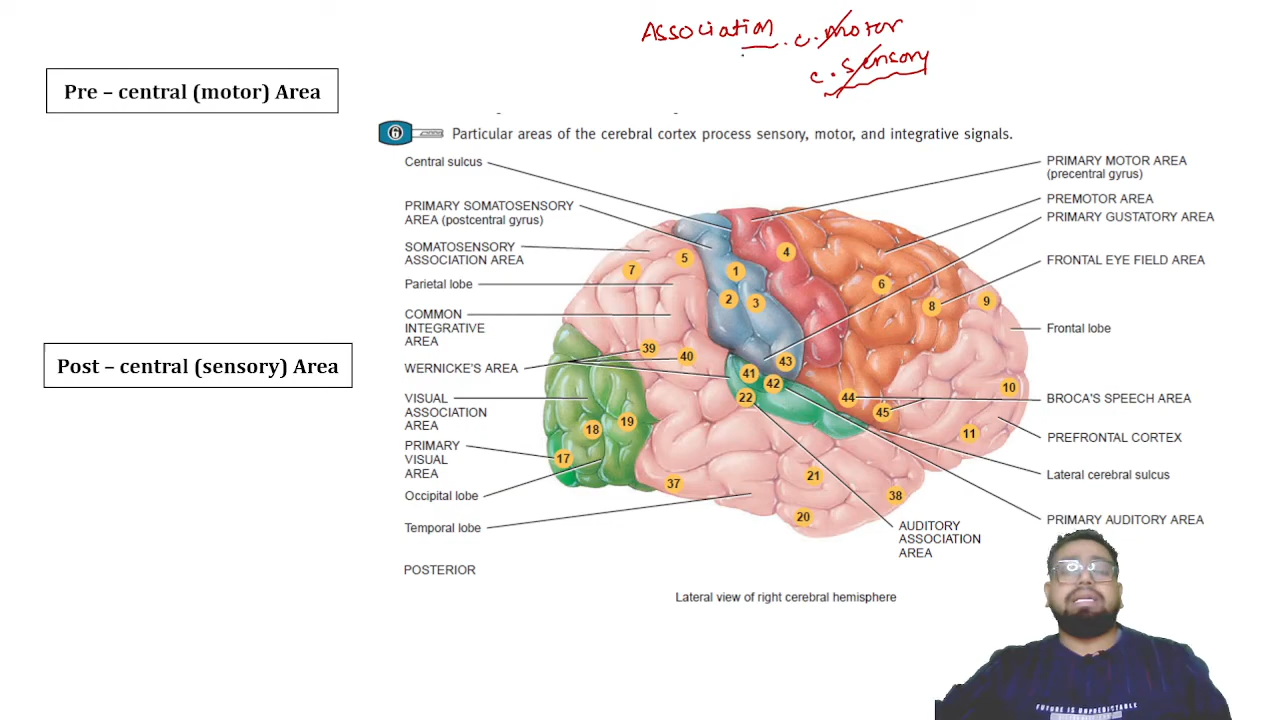 Association . c. motor
c. sensory
Pre – central (motor) Area
6
Particular areas of the cerebral cortex process sensory, motor, and integrative signals.
Central sulcus
PRIMARY SOMATOSENSORY
AREA (postcentral gyrus)
SOMATOSENSORY
ASSOCIATION AREA
Parietal lobe
COMMON
INTEGRATIVE
AREA
WERNICKE'S AREA
VISUAL
ASSOCIATION
AREA
PRIMARY
VISUAL
AREA
Occipital lobe
Temporal lobe
POSTERIOR
Post – central (sensory) Area
PRIMARY MOTOR AREA
(precentral gyrus)
PREMOTOR AREA
PRIMARY GUSTATORY AREA
FRONTAL EYE FIELD AREA
Frontal lobe
BROCA'S SPEECH AREA
PREFRONTAL CORTEX
Lateral cerebral sulcus
PRIMARY AUDITORY AREA
AUDITORY
ASSOCIATION
AREA
4
5
7
1
6
2
3
8
9
39
40
43
41
42
22
44
45
10
11
19
18
17
37
21
38
20
Lateral view of right cerebral hemisphere
FUTURE IS UNPREDICTABLE